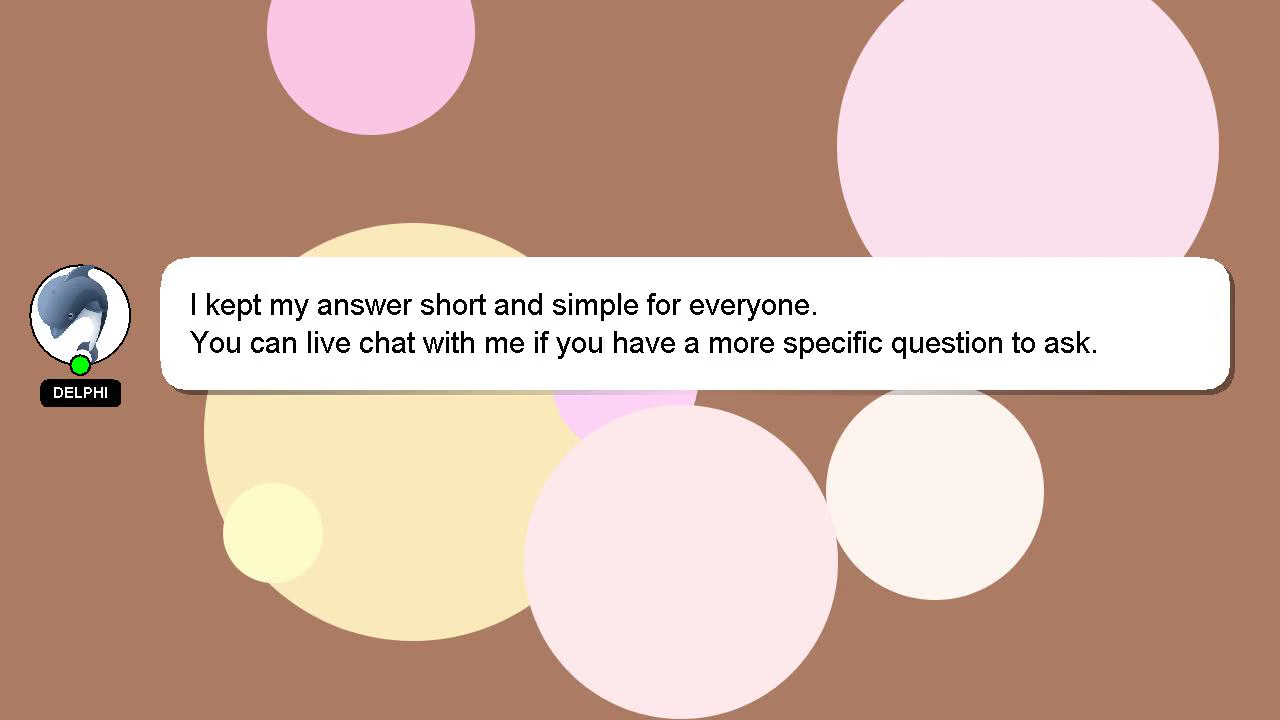 I kept my answer short and simple for everyone.
You can live chat with me if you have a more specific question to ask.
DELPHI